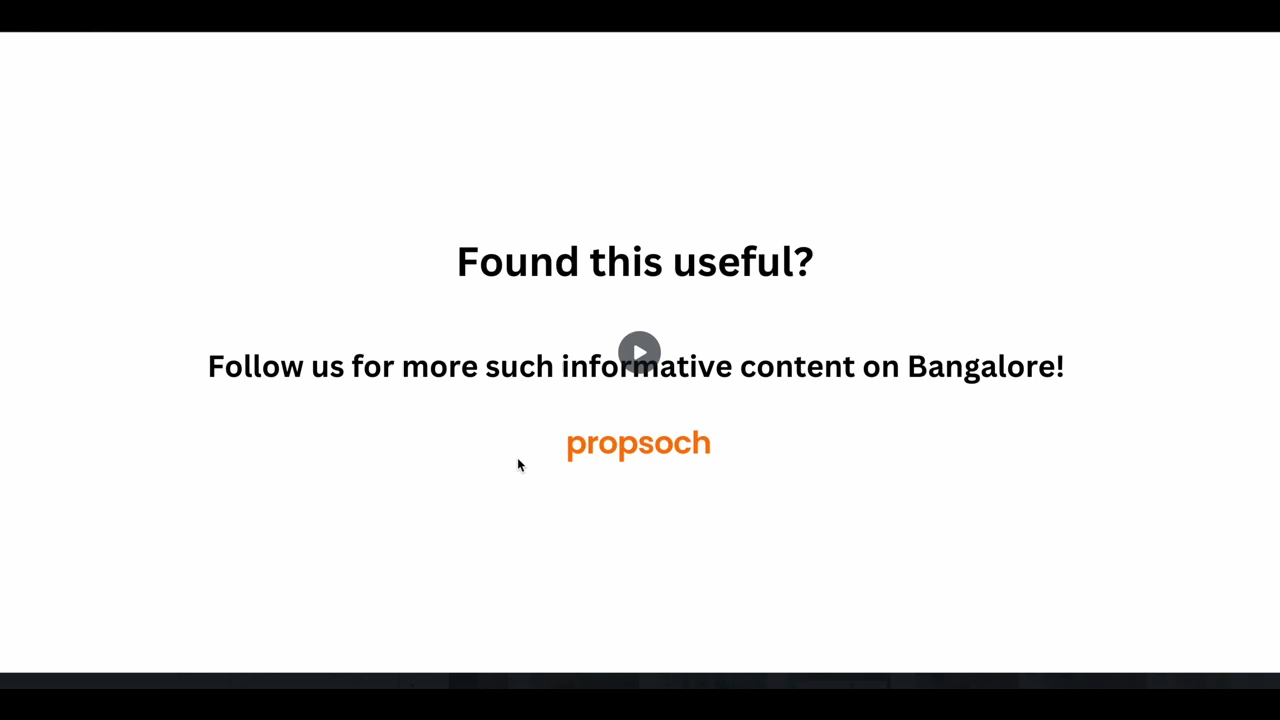 Found this useful?
Follow us for more such informative content on Bangalore!
propsoch